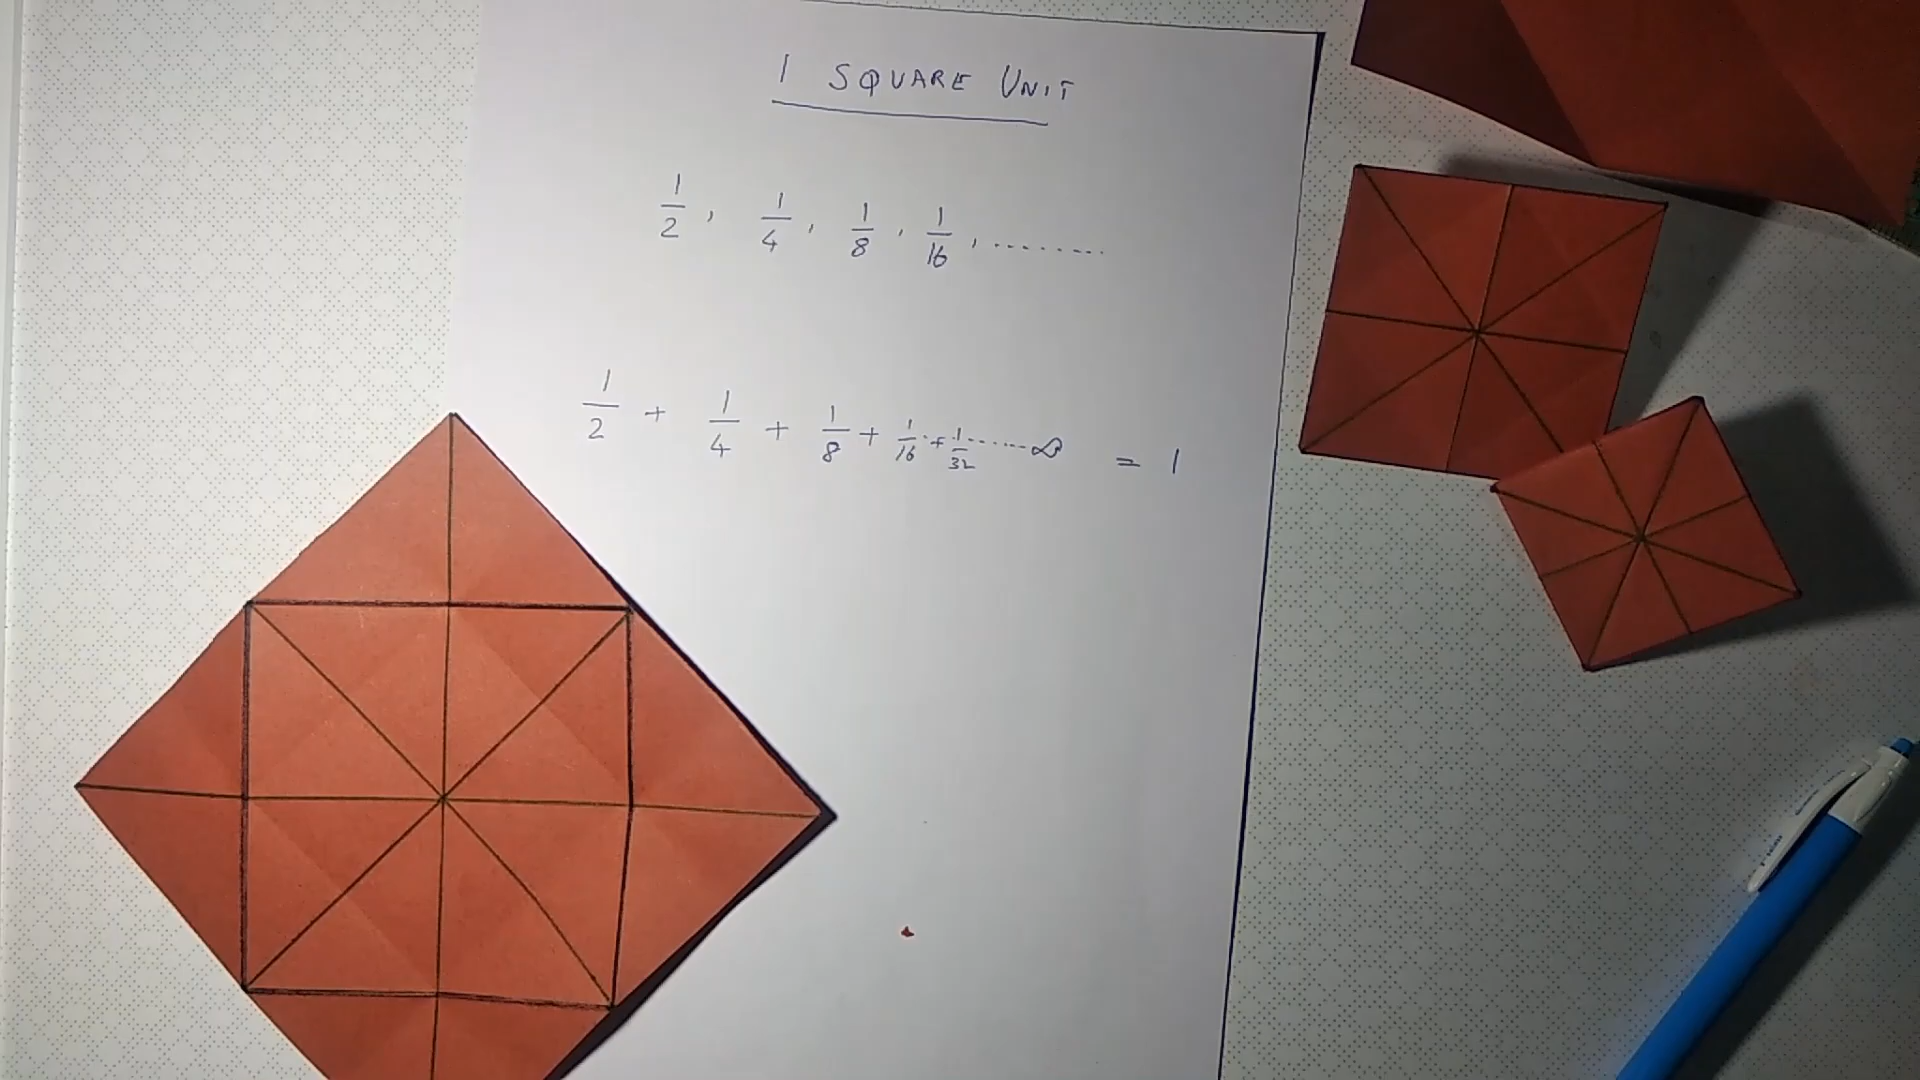 1 SQUARE UNIT
1/2, 1/4, 1/8, 1/16, ........
1/2 + 1/4 + 1/8 + 1/16 + 1/32 ...... ∞ = 1